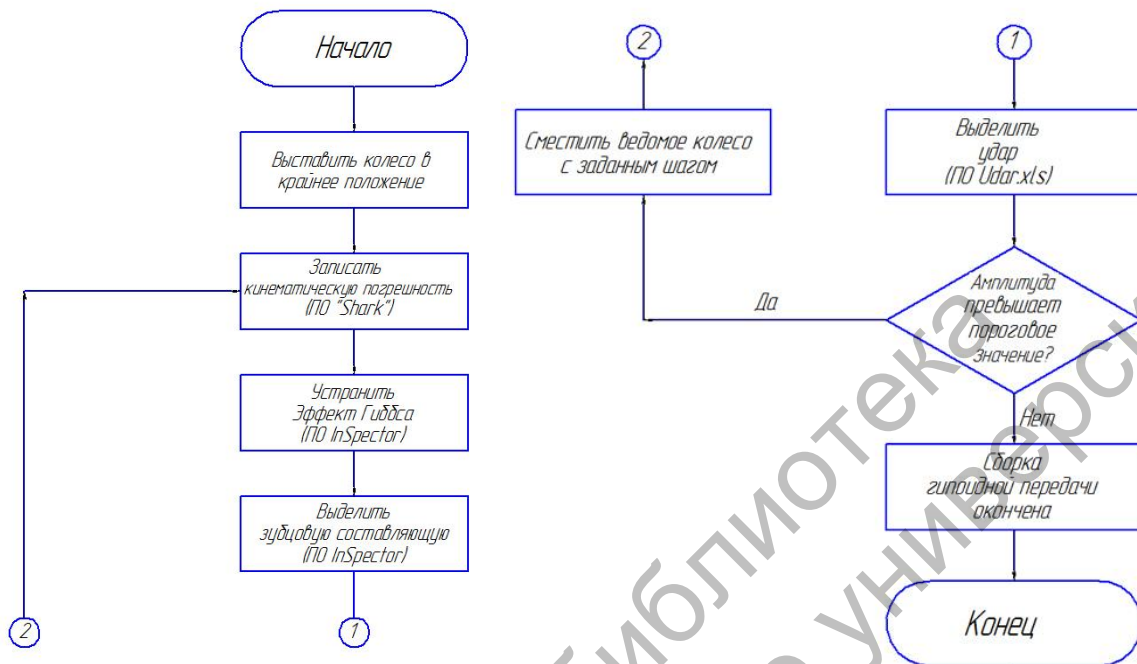 Начало
Выставить колесо в
крайнее положение
Записать
кинематическую погрешность
(ПО "Shark")
Устранить
Эффект Гиббса
(ПО InSpector)
Выделить
зубцовую составляющую
(ПО InSpector)
2
1
2
Сместить ведомое колесо
с заданным шагом
Да
1
Выделить
удар
(ПО Udar.xls)
Амплитуда
превышает
пороговое
значение?
Нет
Сборка
гипоидной передачи
окончена
Конец